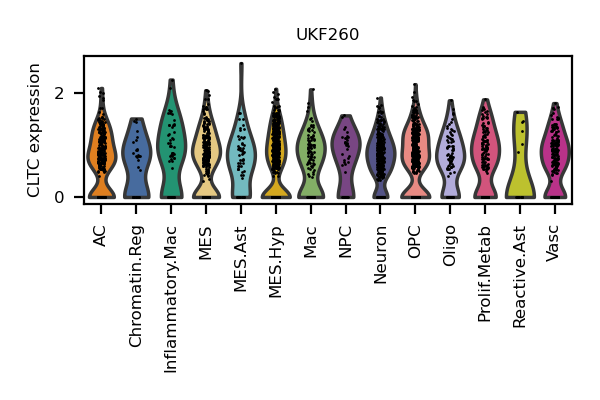 UKF260
CLTC expression
2
0
AC
Chromatin.Reg
Inflammatory.Mac
MES
MES.Ast
MES.Hyp
Mac
NPC
Neuron
OPC
Oligo
Prolif.Metab
Reactive.Ast
Vasc